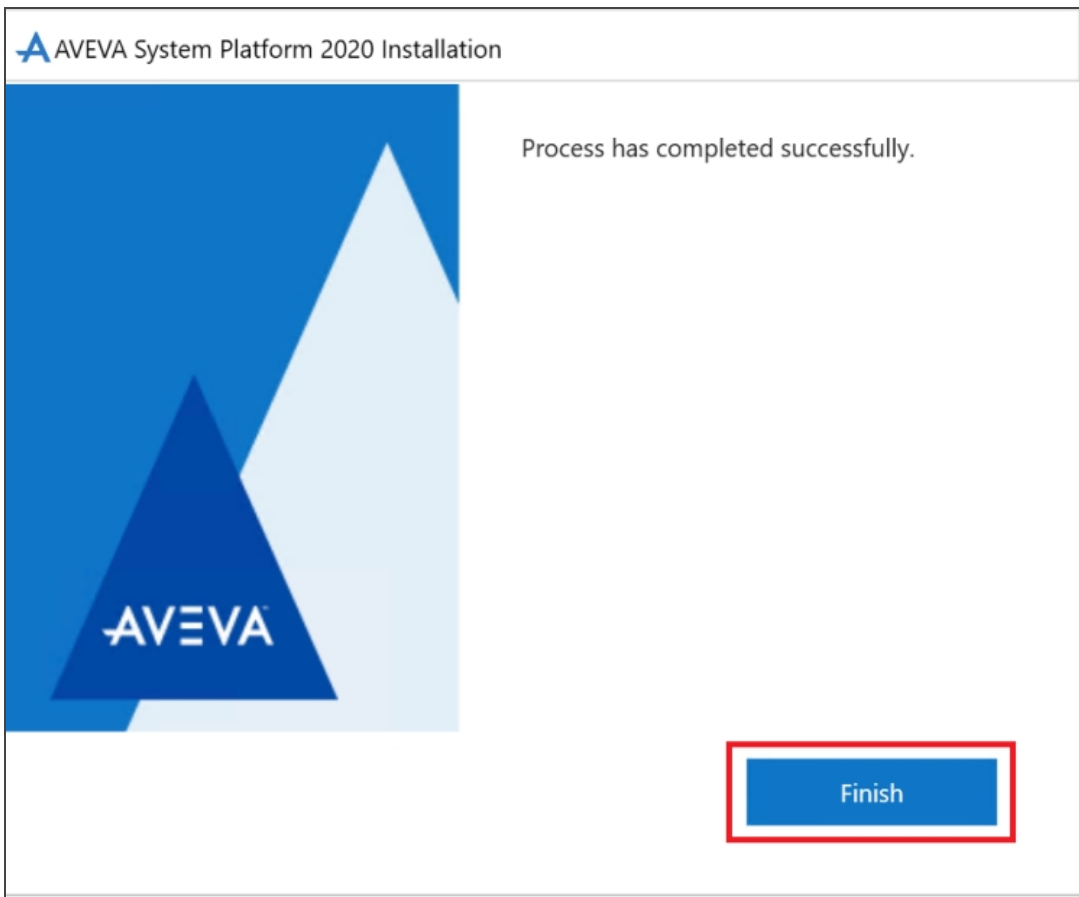 AVEVA System Platform 2020 Installation
Process has completed successfully.
AVEVA
Finish